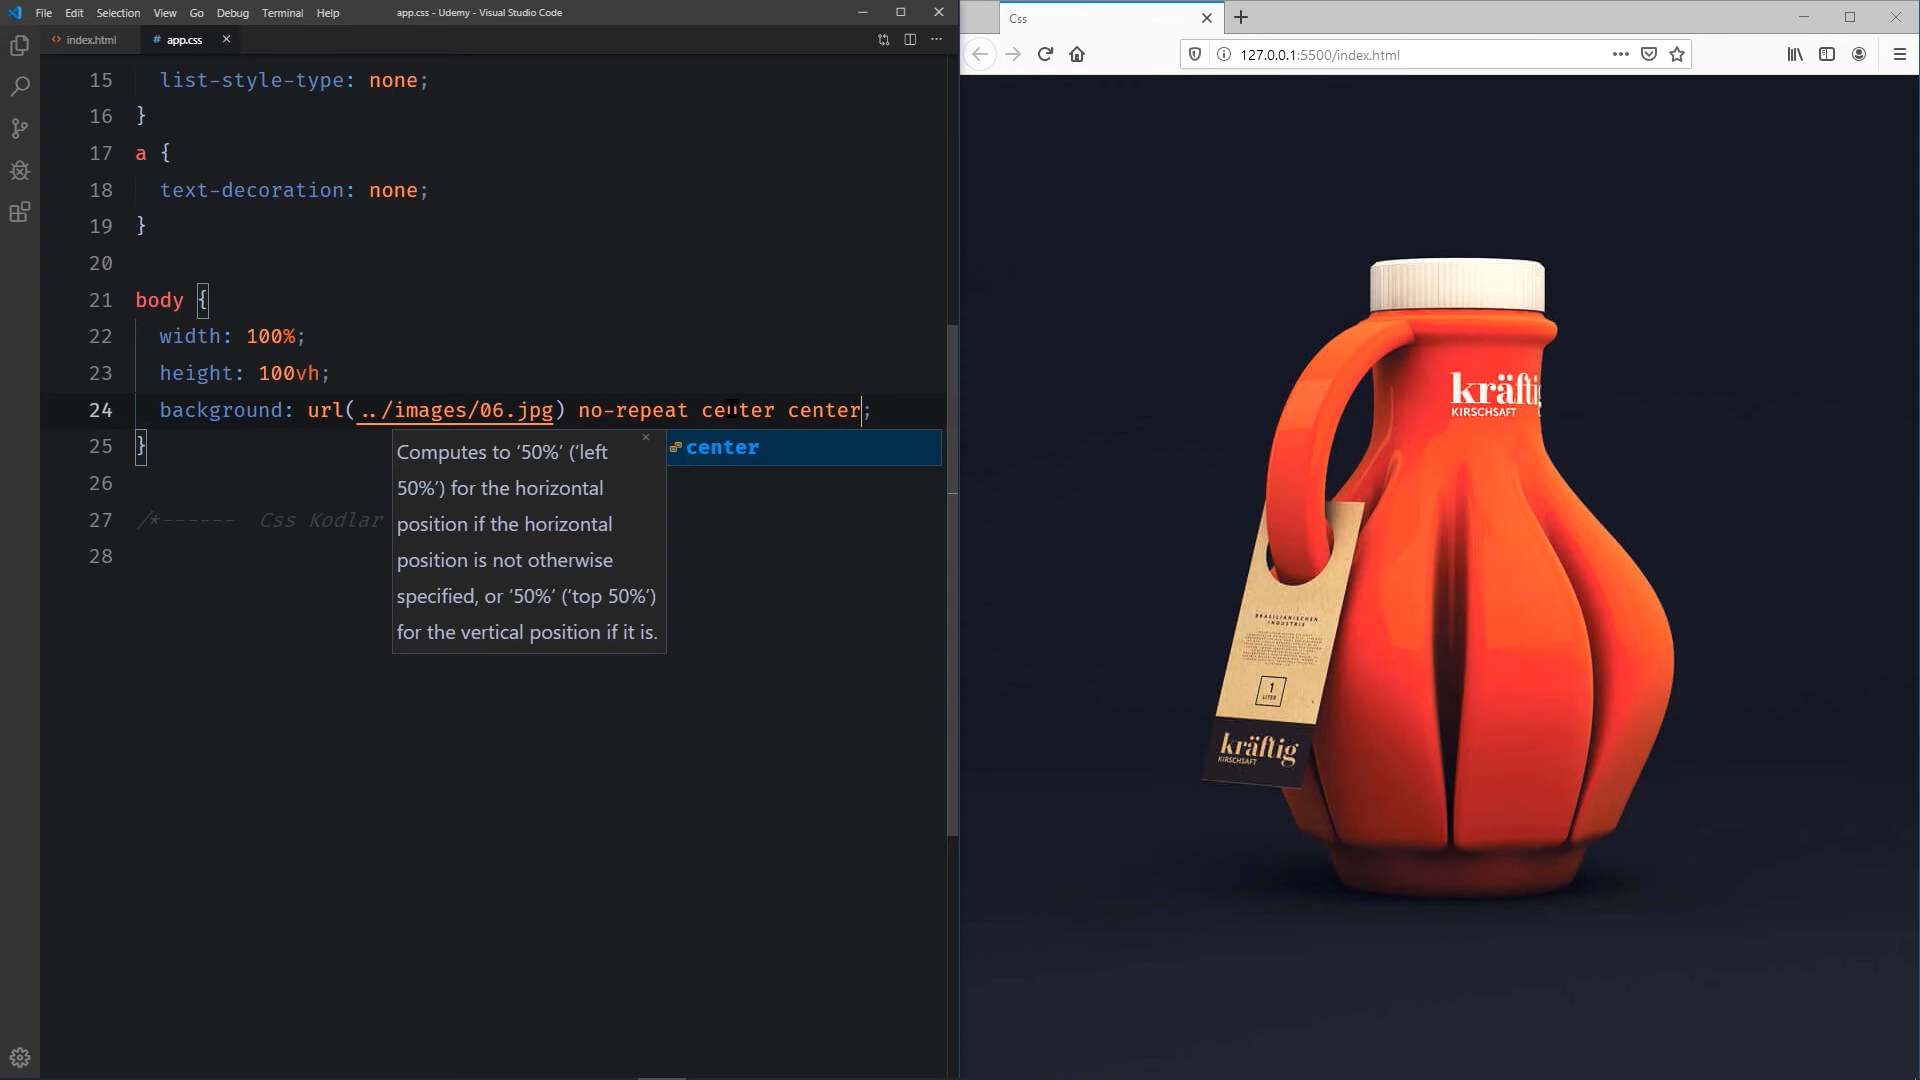 File Edit Selection View Go Debug Terminal Help
app.css - Udemy - Visual Studio Code
index.html
app.css
15 list-style-type: none;
16 }
17 a {
18 text-decoration: none;
19 }
20
21 body {
22 width: 100%;
23 height: 100vh;
24 background: url(../images/06.jpg) no-repeat center center;
25 }
26
27 /*------ Css Kodlar
28
center
Computes to ‘50%’ (‘left
50%’) for the horizontal
position if the horizontal
position is not otherwise
specified, or ‘50%’ (‘top 50%’)
for the vertical position if it is.
Css
127.0.0.1:5500/index.html
kräftig
KIRSCHSAFT
BRASILIANISCHEN
INDUSTRIE
1
LITER
kräftig
KIRSCHSAFT